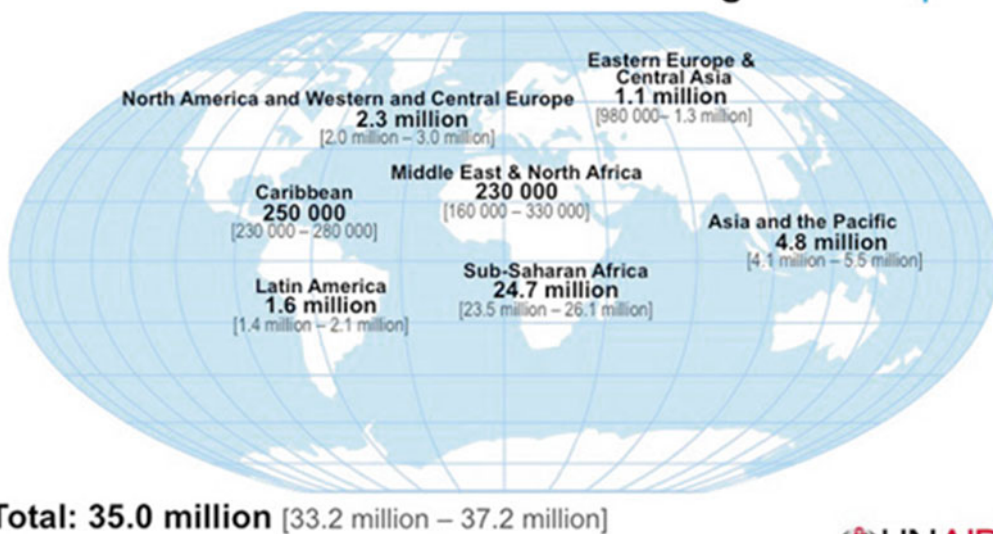 Eastern Europe &
Central Asia
1.1 million
[980 000– 1.3 million]
North America and Western and Central Europe
2.3 million
[2.0 million – 3.0 million]
Middle East & North Africa
230 000
[160 000 – 330 000]
Caribbean
250 000
[230 000 – 280 000]
Asia and the Pacific
4.8 million
[4.1 million – 5.5 million]
Sub-Saharan Africa
24.7 million
[23.5 million – 26.1 million]
Latin America
1.6 million
[1.4 million – 2.1 million]
Total: 35.0 million [33.2 million – 37.2 million]